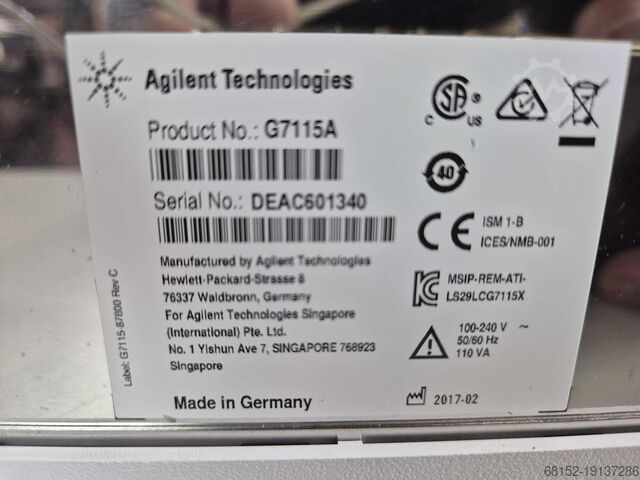 Agilent Technologies
Product No.: G7115A
Serial No.: DEAC601340
Manufactured by Agilent Technologies
Hewlett-Packard-Strasse 8
76337 Waldbronn, Germany
For Agilent Technologies Singapore
(International) Pte. Ltd.
No. 1 Yishun Ave 7, SINGAPORE 768923
Singapore
Made in Germany
Label: G7115-87800 Rev C
C SA US
40
CE
ISM 1-B
ICES/NMB-001
MSIP-REM-ATI-
LS29LCG7115X
100-240 V ~
50/60 Hz
110 VA
2017-02
68152-19137286